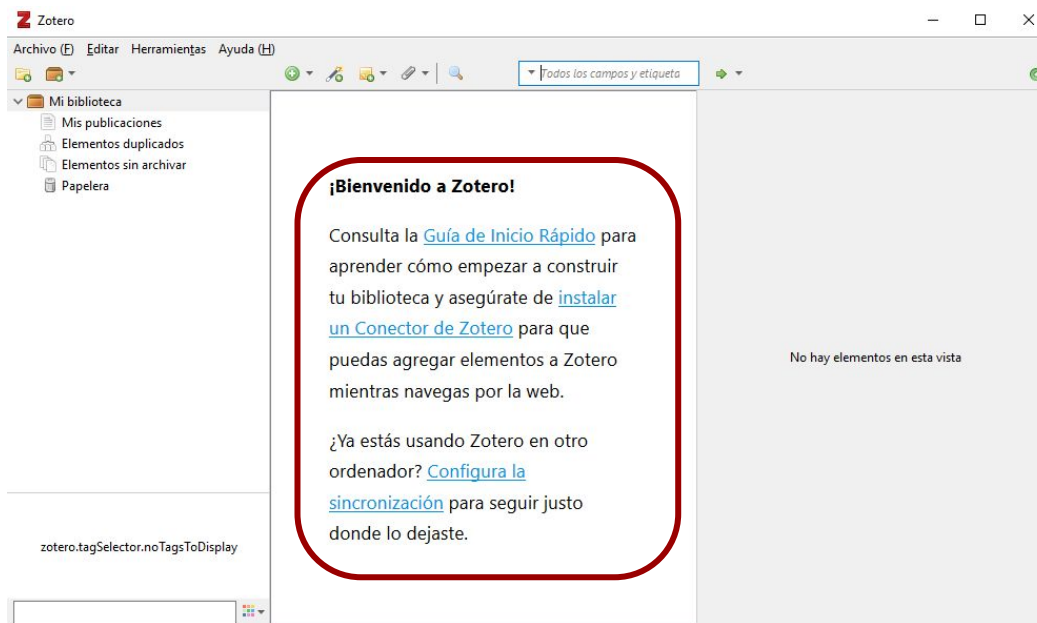 Zotero
Archivo (F) Editar Herramientas Ayuda (H)
Todos los campos y etiqueta
Mi biblioteca
Mis publicaciones
Elementos duplicados
Elementos sin archivar
Papelera
¡Bienvenido a Zotero!
Consulta la Guía de Inicio Rápido para
aprender cómo empezar a construir
tu biblioteca y asegúrate de instalar
un Conector de Zotero para que
puedas agregar elementos a Zotero
mientras navegas por la web.
¿Ya estás usando Zotero en otro
ordenador? Configura la
sincronización para seguir justo
donde lo dejaste.
No hay elementos en esta vista
zotero.tagSelector.noTagsToDisplay